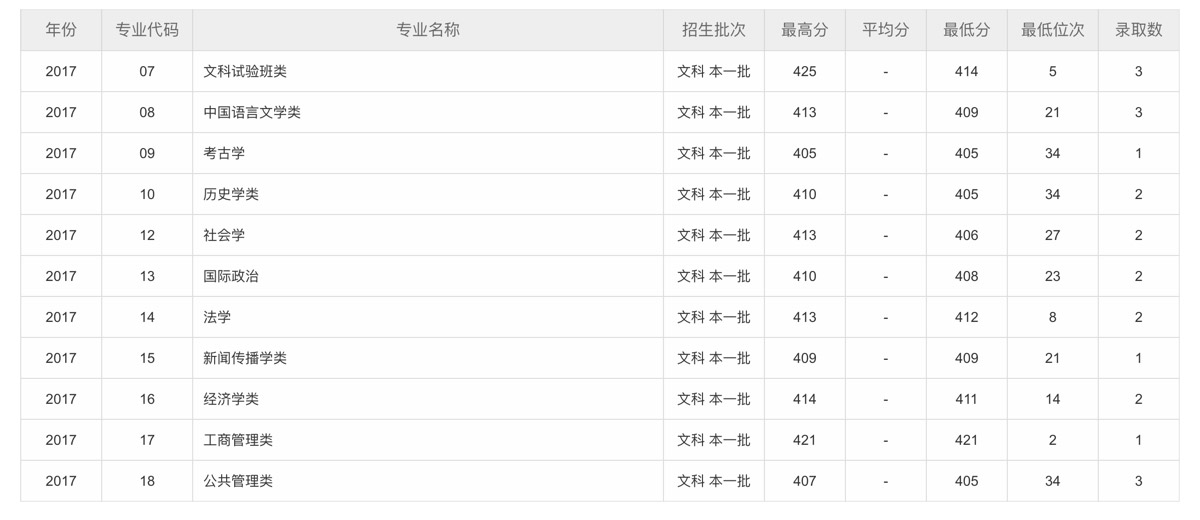 年份 专业代码 专业名称 招生批次 最高分 平均分 最低分 最低位次 录取数
2017 07 文科试验班类 文科 本一批 425 - 414 5 3
2017 08 中国语言文学类 文科 本一批 413 - 409 21 3
2017 09 考古学 文科 本一批 405 - 405 34 1
2017 10 历史学类 文科 本一批 410 - 405 34 2
2017 12 社会学 文科 本一批 413 - 406 27 2
2017 13 国际政治 文科 本一批 410 - 408 23 2
2017 14 法学 文科 本一批 413 - 412 8 2
2017 15 新闻传播学类 文科 本一批 409 - 409 21 1
2017 16 经济学类 文科 本一批 414 - 411 14 2
2017 17 工商管理类 文科 本一批 421 - 421 2 1
2017 18 公共管理类 文科 本一批 407 - 405 34 3